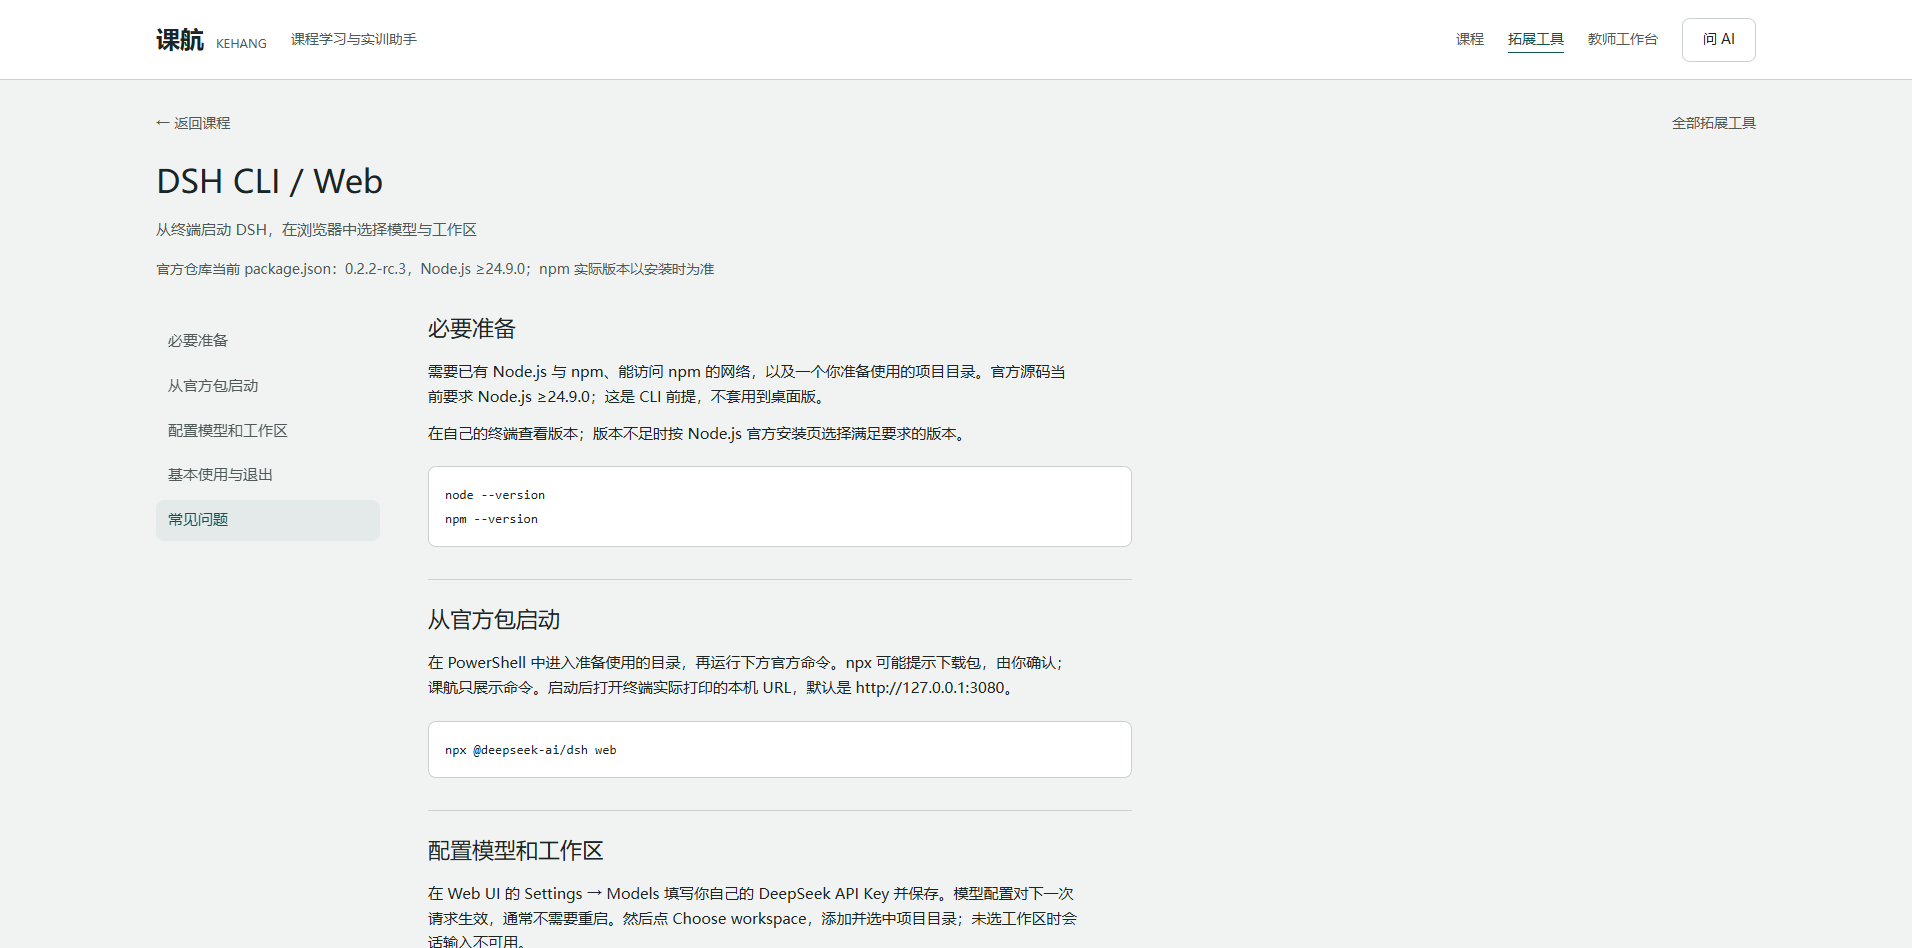 课航 KEHANG 课程学习与实训助手 课程 拓展工具 教师工作台 问 AI
← 返回课程 全部拓展工具
DSH CLI / Web
从终端启动 DSH，在浏览器中选择模型与工作区
官方仓库当前 package.json：0.2.2-rc.3，Node.js ≥24.9.0；npm 实际版本以安装时为准
必要准备
从官方包启动
配置模型和工作区
基本使用与退出
常见问题
必要准备
需要已有 Node.js 与 npm、能访问 npm 的网络，以及一个你准备使用的项目目录。官方源码当
前要求 Node.js ≥24.9.0；这是 CLI 前提，不套用到桌面版。
在自己的终端查看版本；版本不足时按 Node.js 官方安装页选择满足要求的版本。
node --version
npm --version
从官方包启动
在 PowerShell 中进入准备使用的目录，再运行下方官方命令。npx 可能提示下载包，由你确认；
课航只展示命令。启动后打开终端实际打印的本机 URL，默认是 http://127.0.0.1:3080。
npx @deepseek-ai/dsh web
配置模型和工作区
在 Web UI 的 Settings → Models 填写你自己的 DeepSeek API Key 并保存。模型配置对下一次
请求生效，通常不需要重启。然后点 Choose workspace，添加并选中项目目录；未选工作区时会
话输入不可用。